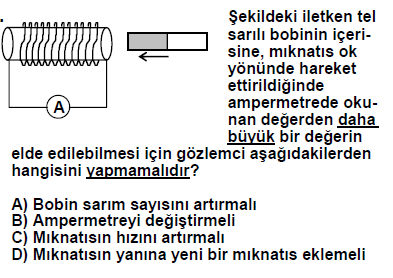 Şekildeki iletken tel
sarılı bobinin içeri-
sine, mıknatıs ok
yönünde hareket
ettirildiğinde
ampermetrede oku-
nan değerden daha
büyük bir değerin
elde edilebilmesi için gözlemci aşağıdakilerden
hangisini yapmamalıdır?
A
A) Bobin sarım sayısını artırmalı
B) Ampermetreyi değiştirmeli
C) Mıknatısın hızını artırmalı
D) Mıknatısın yanına yeni bir mıknatıs eklemeli